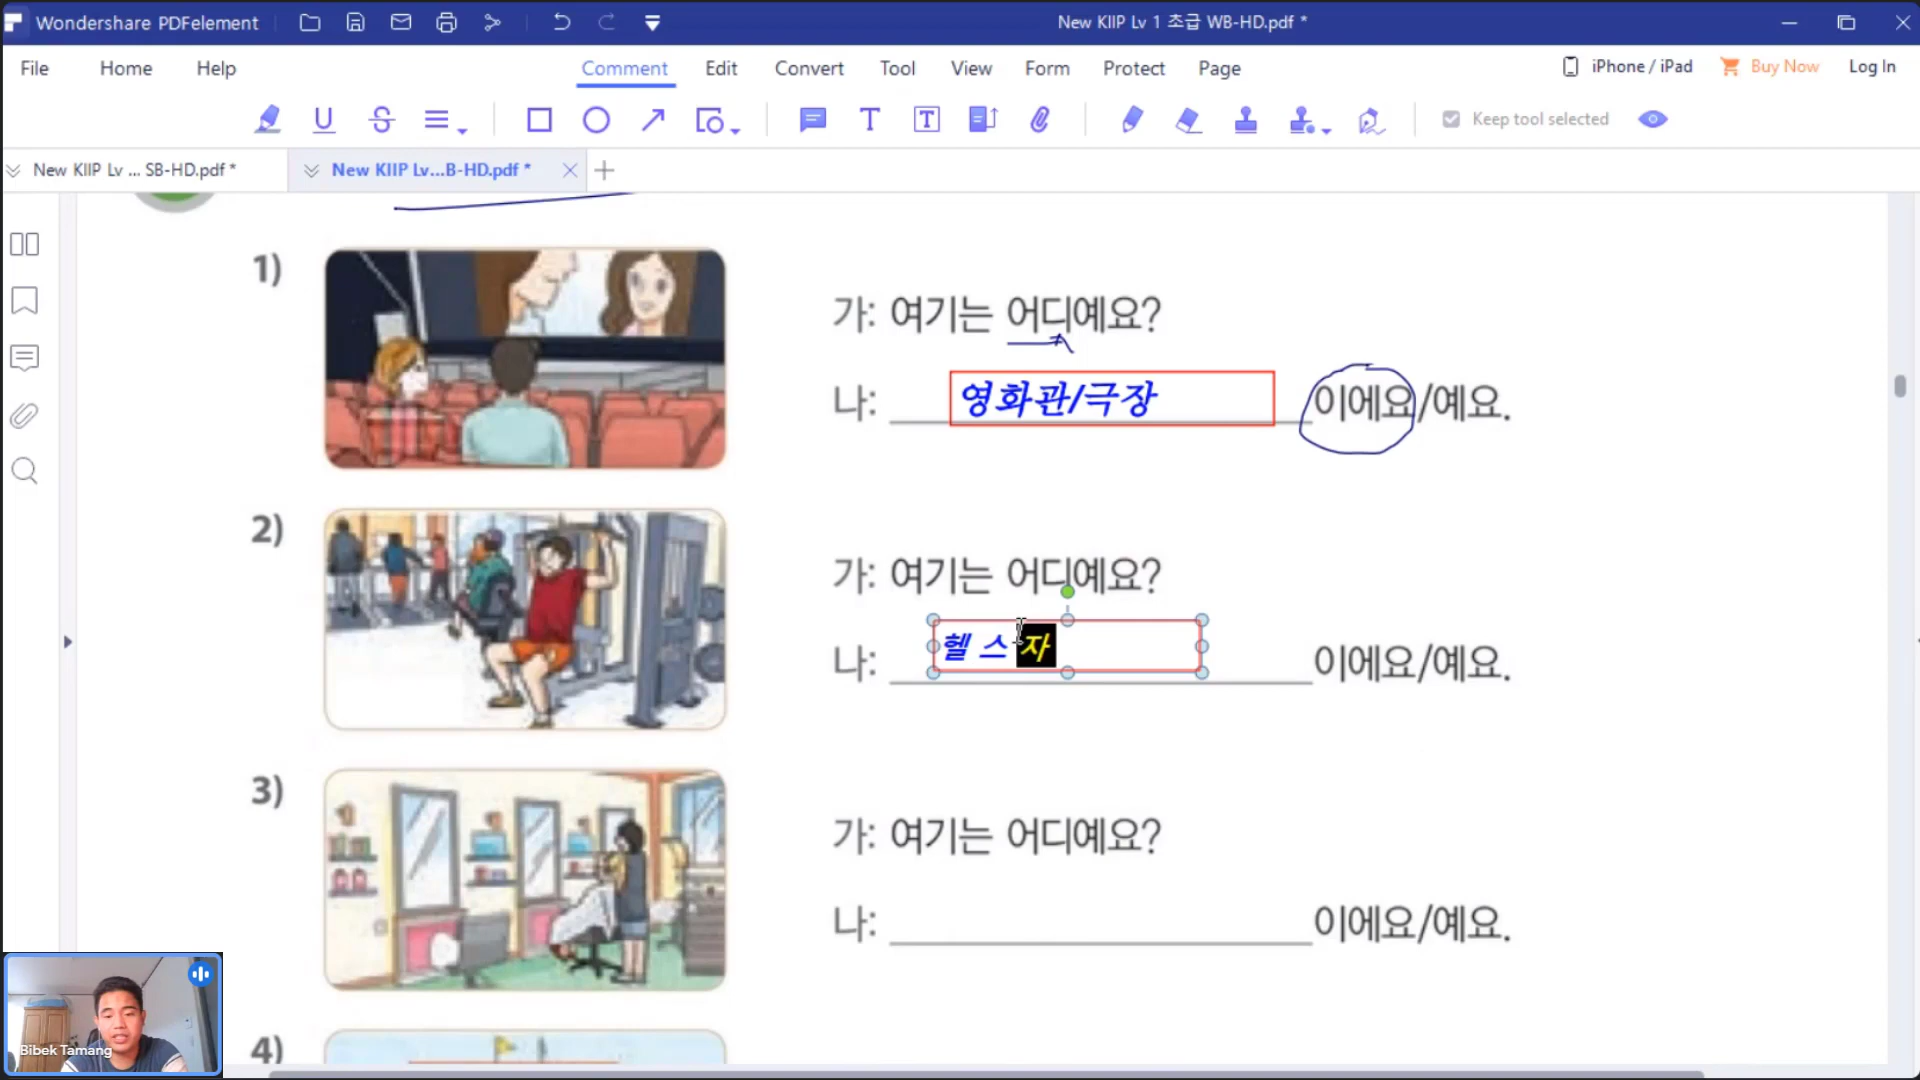 Wondershare PDFelement
New KIIP Lv 1 초급 WB-HD.pdf *
File Home Help Comment Edit Convert Tool View Form Protect Page iPhone / iPad Buy Now Log In
Keep tool selected
New KIIP Lv ... SB-HD.pdf *
New KIIP Lv...B-HD.pdf *
1)
가: 여기는 어디예요?
나: 영화관/극장 이에요/예요.
2)
가: 여기는 어디예요?
나: 헬 스 자 이에요/예요.
3)
가: 여기는 어디예요?
나: 이에요/예요.
4)
Bibek Tamang